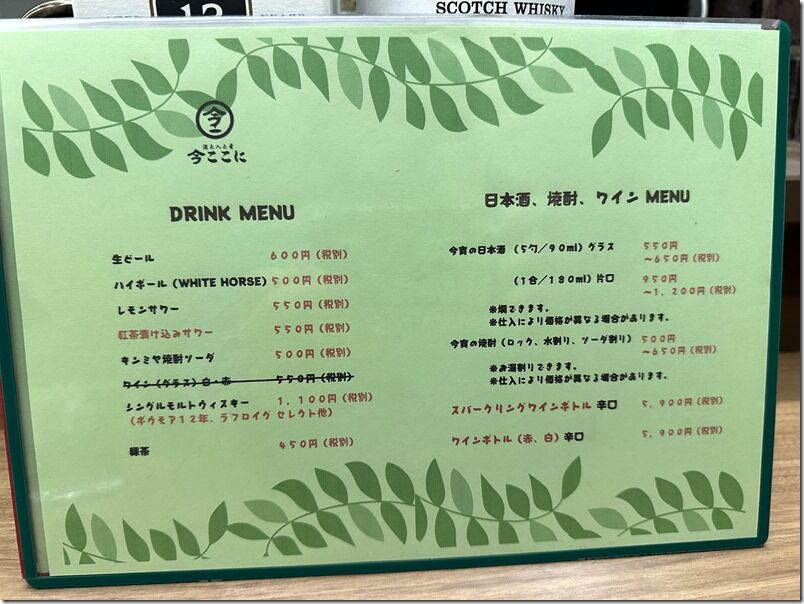 12
SCOTCH WHISKY
今
酒と人と肴
今ここに
DRINK MENU
生ビール 600円（税別）
ハイボール（WHITE HORSE）500円（税別）
レモンサワー 550円（税別）
紅茶漬け込みサワー 550円（税別）
キンミヤ焼酎ソーダ 500円（税別）
ワイン（グラス）白・赤 550円（税別）
シングルモルトウィスキー 1,100円（税別）
（ボウモア12年、ラフロイグ セレクト他）
緑茶 450円（税別）
日本酒、焼酎、ワイン MENU
今宵の日本酒（5勺／90ml）グラス 550円
～650円（税別）
（1合／180ml）片口 950円
～1,200円（税別）
※燗できます。
※仕入により価格が異なる場合があります。
今宵の焼酎（ロック、水割り、ソーダ割り） 500円
～650円（税別）
※お湯割りできます。
※仕入により価格が異なる場合があります。
スパークリングワインボトル 辛口 5,900円（税別）
ワインボトル（赤、白）辛口 5,900円（税別）